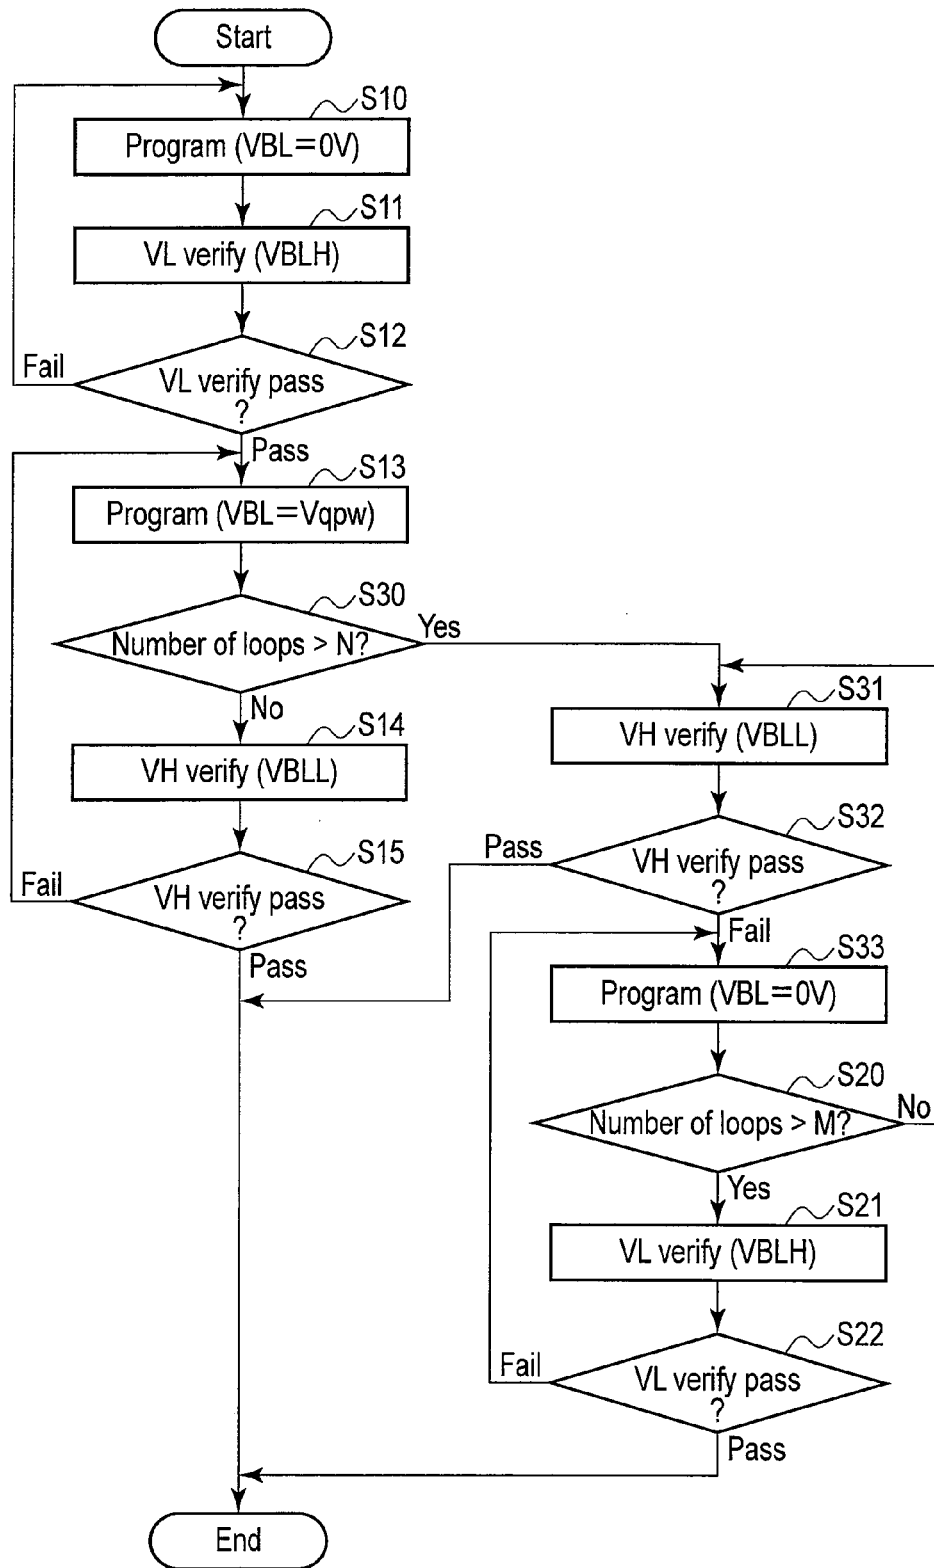 Start
S10
Program (VBL=0V)
S11
VL verify (VBLH)
S12
Fail
VL verify pass
?
Pass
S13
Program (VBL=Vqpw)
S30
Number of loops > N?
Yes
No
S14
VH verify (VBLL)
S15
Fail
VH verify pass
?
Pass
S31
VH verify (VBLL)
S32
Pass
VH verify pass
?
Fail
S33
Program (VBL=0V)
S20
Number of loops > M?
No
Yes
S21
VL verify (VBLH)
S22
Fail
VL verify pass
?
Pass
End